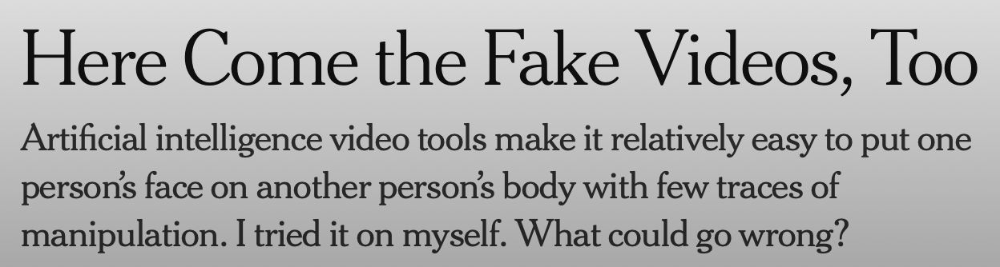 Here Come the Fake Videos, Too
Artificial intelligence video tools make it relatively easy to put one
person’s face on another person’s body with few traces of
manipulation. I tried it on myself. What could go wrong?